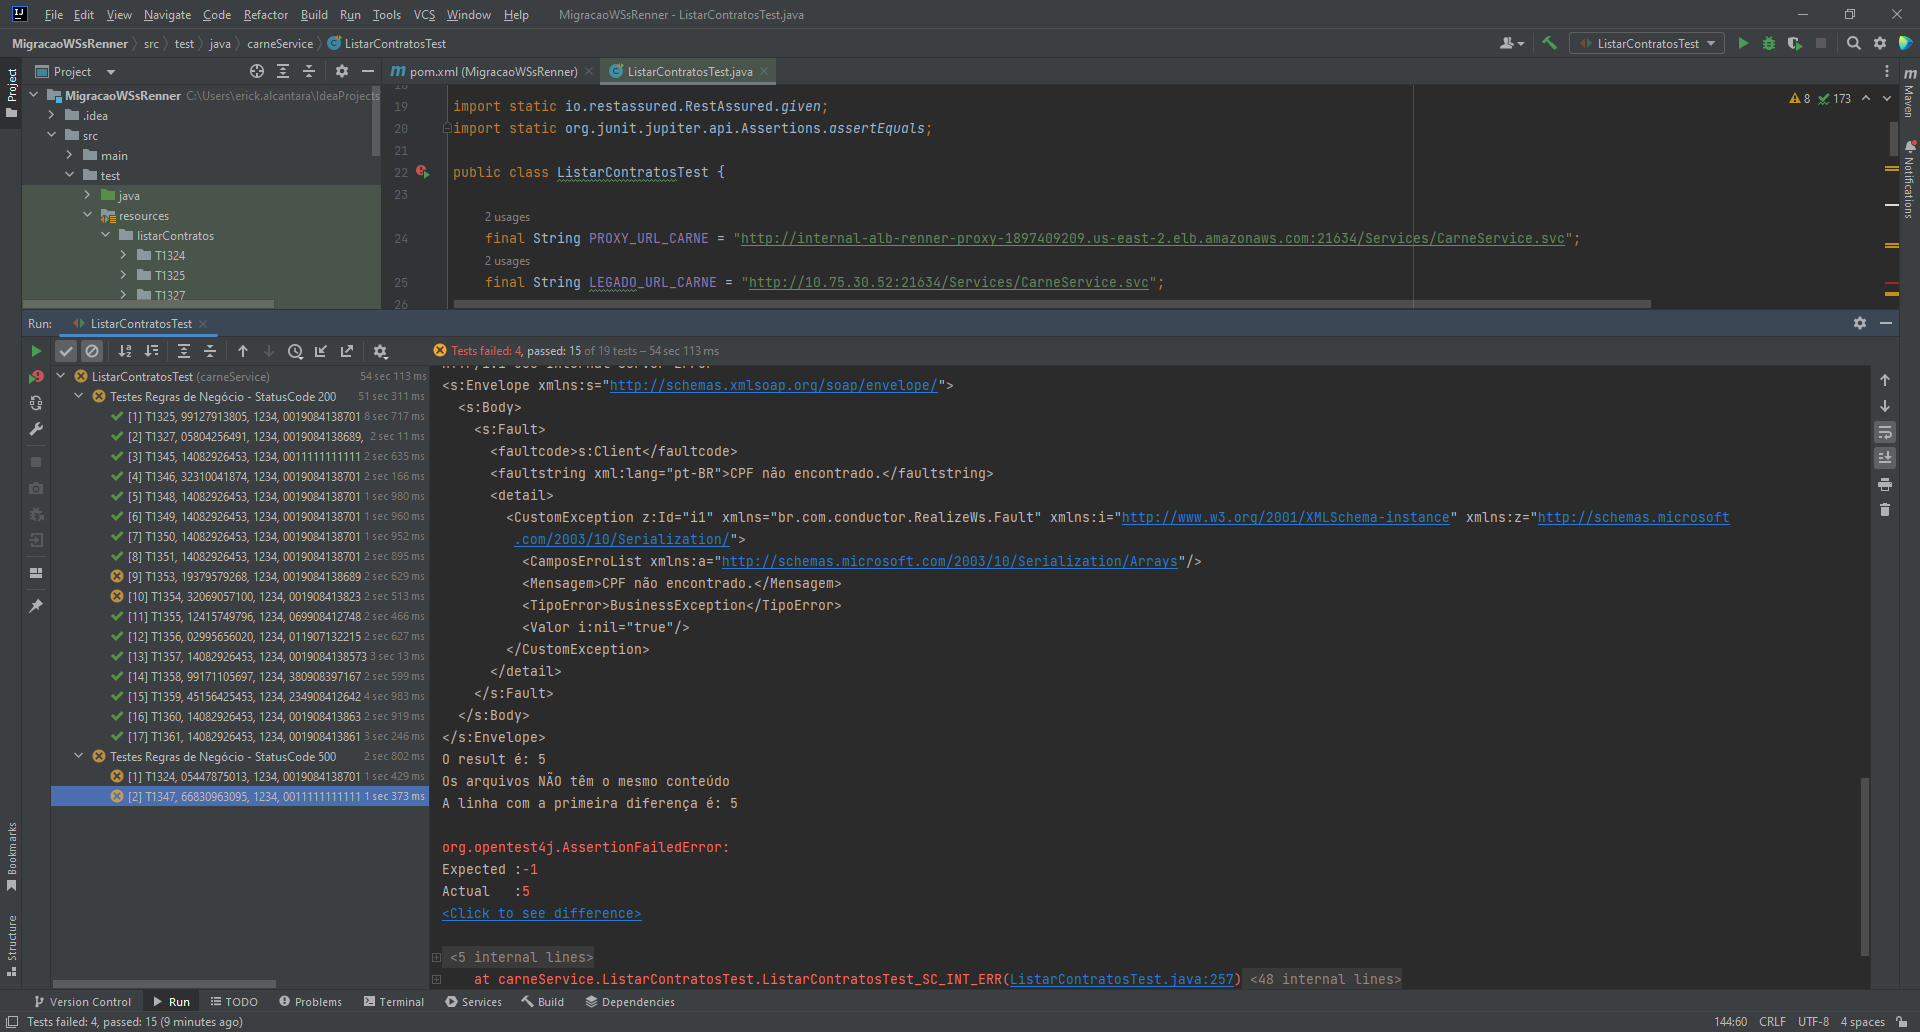 File Edit View Navigate Code Refactor Build Run Tools VCS Window Help MigracaoWSsRenner - ListarContratosTest.java
MigracaoWSsRenner src test java carneService ListarContratosTest
ListarContratosTest
Project
pom.xml (MigracaoWSsRenner)
ListarContratosTest.java
Project
Maven
Notifications
MigracaoWSsRenner C:\Users\erick.alcantara\IdeaProjects
.idea
src
main
test
java
resources
listarContratos
T1324
T1325
T1327
8 173
18
19 import static io.restassured.RestAssured.given;
20 import static org.junit.jupiter.api.Assertions.assertEquals;
21
22 public class ListarContratosTest {
23
2 usages
24 final String PROXY_URL_CARNE = "http://internal-alb-renner-proxy-1897409209.us-east-2.elb.amazonaws.com:21634/Services/CarneService.svc";
2 usages
25 final String LEGADO_URL_CARNE = "http://10.75.30.52:21634/Services/CarneService.svc";
26
Run: ListarContratosTest
Tests failed: 4, passed: 15 of 19 tests – 54 sec 113 ms
ListarContratosTest (carneService) 54 sec 113 ms
Testes Regras de Negócio - StatusCode 200 51 sec 311 ms
[1] T1325, 99127913805, 1234, 0019084138701 8 sec 717 ms
[2] T1327, 05804256491, 1234, 0019084138689, 2 sec 11 ms
[3] T1345, 14082926453, 1234, 0011111111111 2 sec 635 ms
[4] T1346, 32310041874, 1234, 0019084138701 2 sec 166 ms
[5] T1348, 14082926453, 1234, 0019084138701 1 sec 980 ms
[6] T1349, 14082926453, 1234, 0019084138701 1 sec 960 ms
[7] T1350, 14082926453, 1234, 0019084138701 1 sec 952 ms
[8] T1351, 14082926453, 1234, 0019084138701 2 sec 895 ms
[9] T1353, 19379579268, 1234, 0019084138689 2 sec 629 ms
[10] T1354, 32069057100, 1234, 001908413823 2 sec 513 ms
[11] T1355, 12415749796, 1234, 069908412748 2 sec 466 ms
[12] T1356, 02995656020, 1234, 011907132215 2 sec 627 ms
[13] T1357, 14082926453, 1234, 0019084138573 3 sec 13 ms
[14] T1358, 99171105697, 1234, 380908397167 2 sec 599 ms
[15] T1359, 45156425453, 1234, 234908412642 4 sec 983 ms
[16] T1360, 14082926453, 1234, 001908413863 2 sec 919 ms
[17] T1361, 14082926453, 1234, 001908413861 3 sec 246 ms
Testes Regras de Negócio - StatusCode 500 2 sec 802 ms
[1] T1324, 05447875013, 1234, 0019084138701 1 sec 429 ms
[2] T1347, 66830963095, 1234, 0011111111111 1 sec 373 ms
HTTP/1.1 500 Internal Server Error
<s:Envelope xmlns:s="http://schemas.xmlsoap.org/soap/envelope/">
<s:Body>
<s:Fault>
<faultcode>s:Client</faultcode>
<faultstring xml:lang="pt-BR">CPF não encontrado.</faultstring>
<detail>
<CustomException z:Id="i1" xmlns="br.com.conductor.RealizeWs.Fault" xmlns:i="http://www.w3.org/2001/XMLSchema-instance" xmlns:z="http://schemas.microsoft
.com/2003/10/Serialization/">
<CamposErroList xmlns:a="http://schemas.microsoft.com/2003/10/Serialization/Arrays"/>
<Mensagem>CPF não encontrado.</Mensagem>
<TipoError>BusinessException</TipoError>
<Valor i:nil="true"/>
</CustomException>
</detail>
</s:Fault>
</s:Body>
</s:Envelope>
O result é: 5
Os arquivos NÃO têm o mesmo conteúdo
A linha com a primeira diferença é: 5
org.opentest4j.AssertionFailedError:
Expected :-1
Actual :5
<Click to see difference>
<5 internal lines>
at carneService.ListarContratosTest.ListarContratosTest_SC_INT_ERR(ListarContratosTest.java:257) <48 internal lines>
Bookmarks
Structure
Version Control Run TODO Problems Terminal Services Build Dependencies
Tests failed: 4, passed: 15 (9 minutes ago)
144:60 CRLF UTF-8 4 spaces